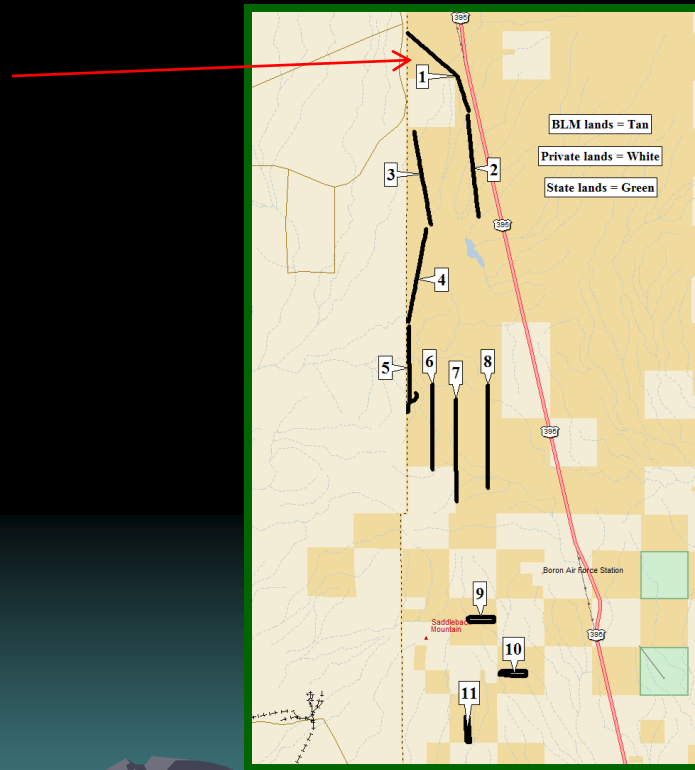 395
1
BLM lands = Tan
Private lands = White
3
2
State lands = Green
395
4
6
8
5
7
395
Boron Air Force Station
9
Saddleback
Mountain
395
10
11